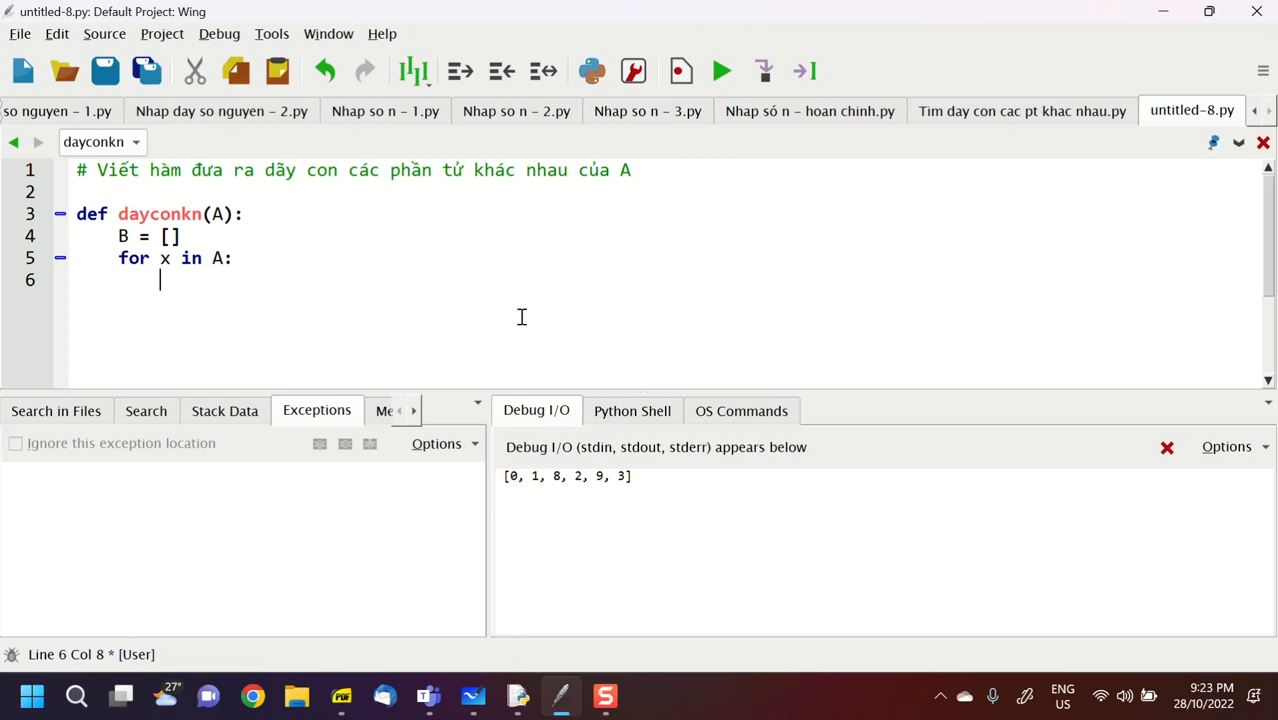 untitled-8.py: Default Project: Wing
File Edit Source Project Debug Tools Window Help
so nguyen - 1.py Nhap day so nguyen - 2.py Nhap so n - 1.py Nhap so n - 2.py Nhap so n - 3.py Nhap só n - hoan chinh.py Tim day con cac pt khac nhau.py untitled-8.py
dayconkn
1 # Viết hàm đưa ra dãy con các phần tử khác nhau của A
2
3 def dayconkn(A):
4 B = []
5 for x in A:
6
Search in Files Search Stack Data Exceptions Me Debug I/O Python Shell OS Commands
Ignore this exception location Options Debug I/O (stdin, stdout, stderr) appears below Options
[0, 1, 8, 2, 9, 3]
Line 6 Col 8 * [User]
27° PDF S ENG 9:23 PM
US 28/10/2022